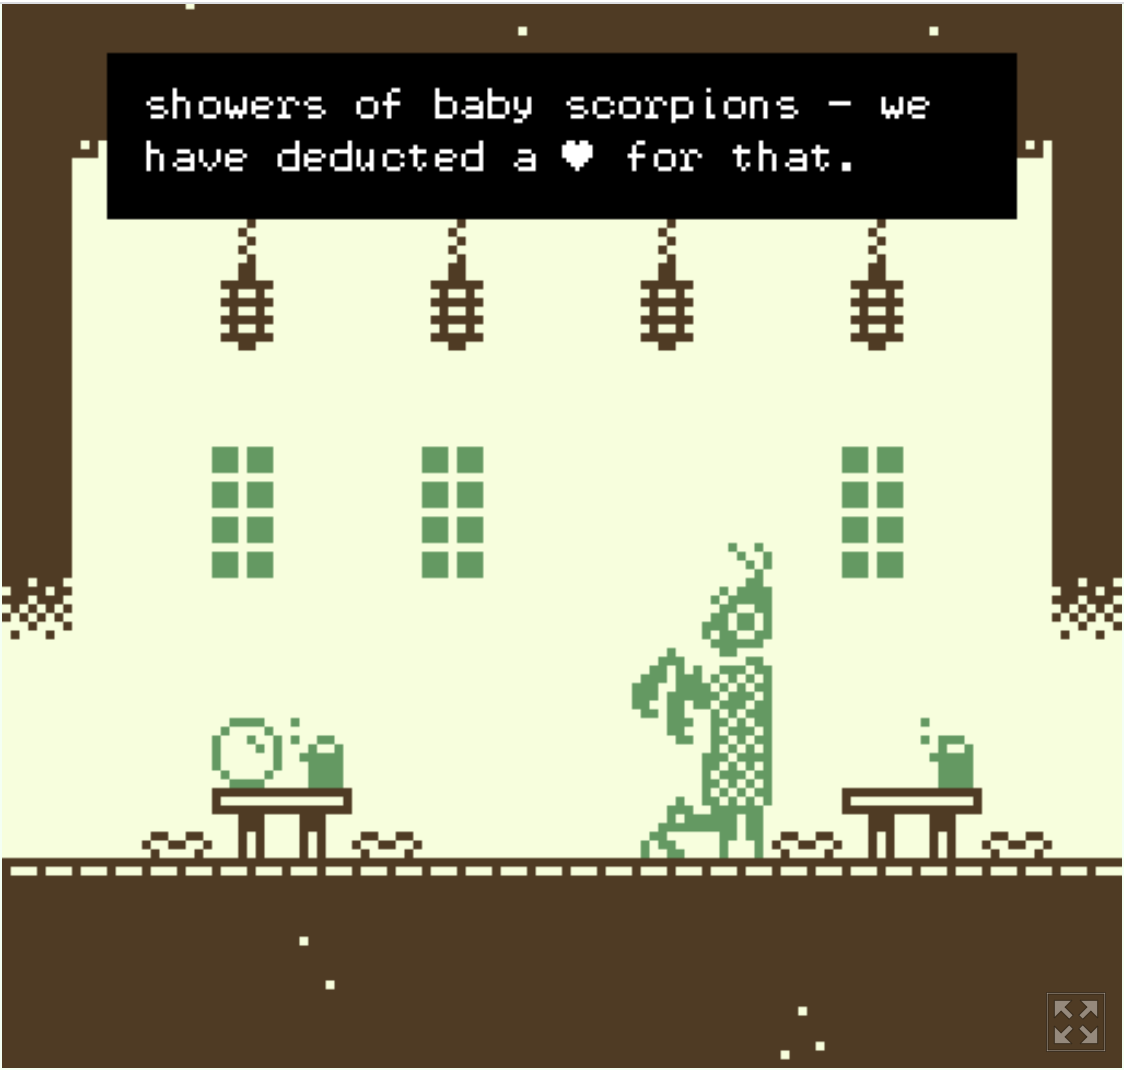 showers of baby scorpions - we
have deducted a ♥ for that.